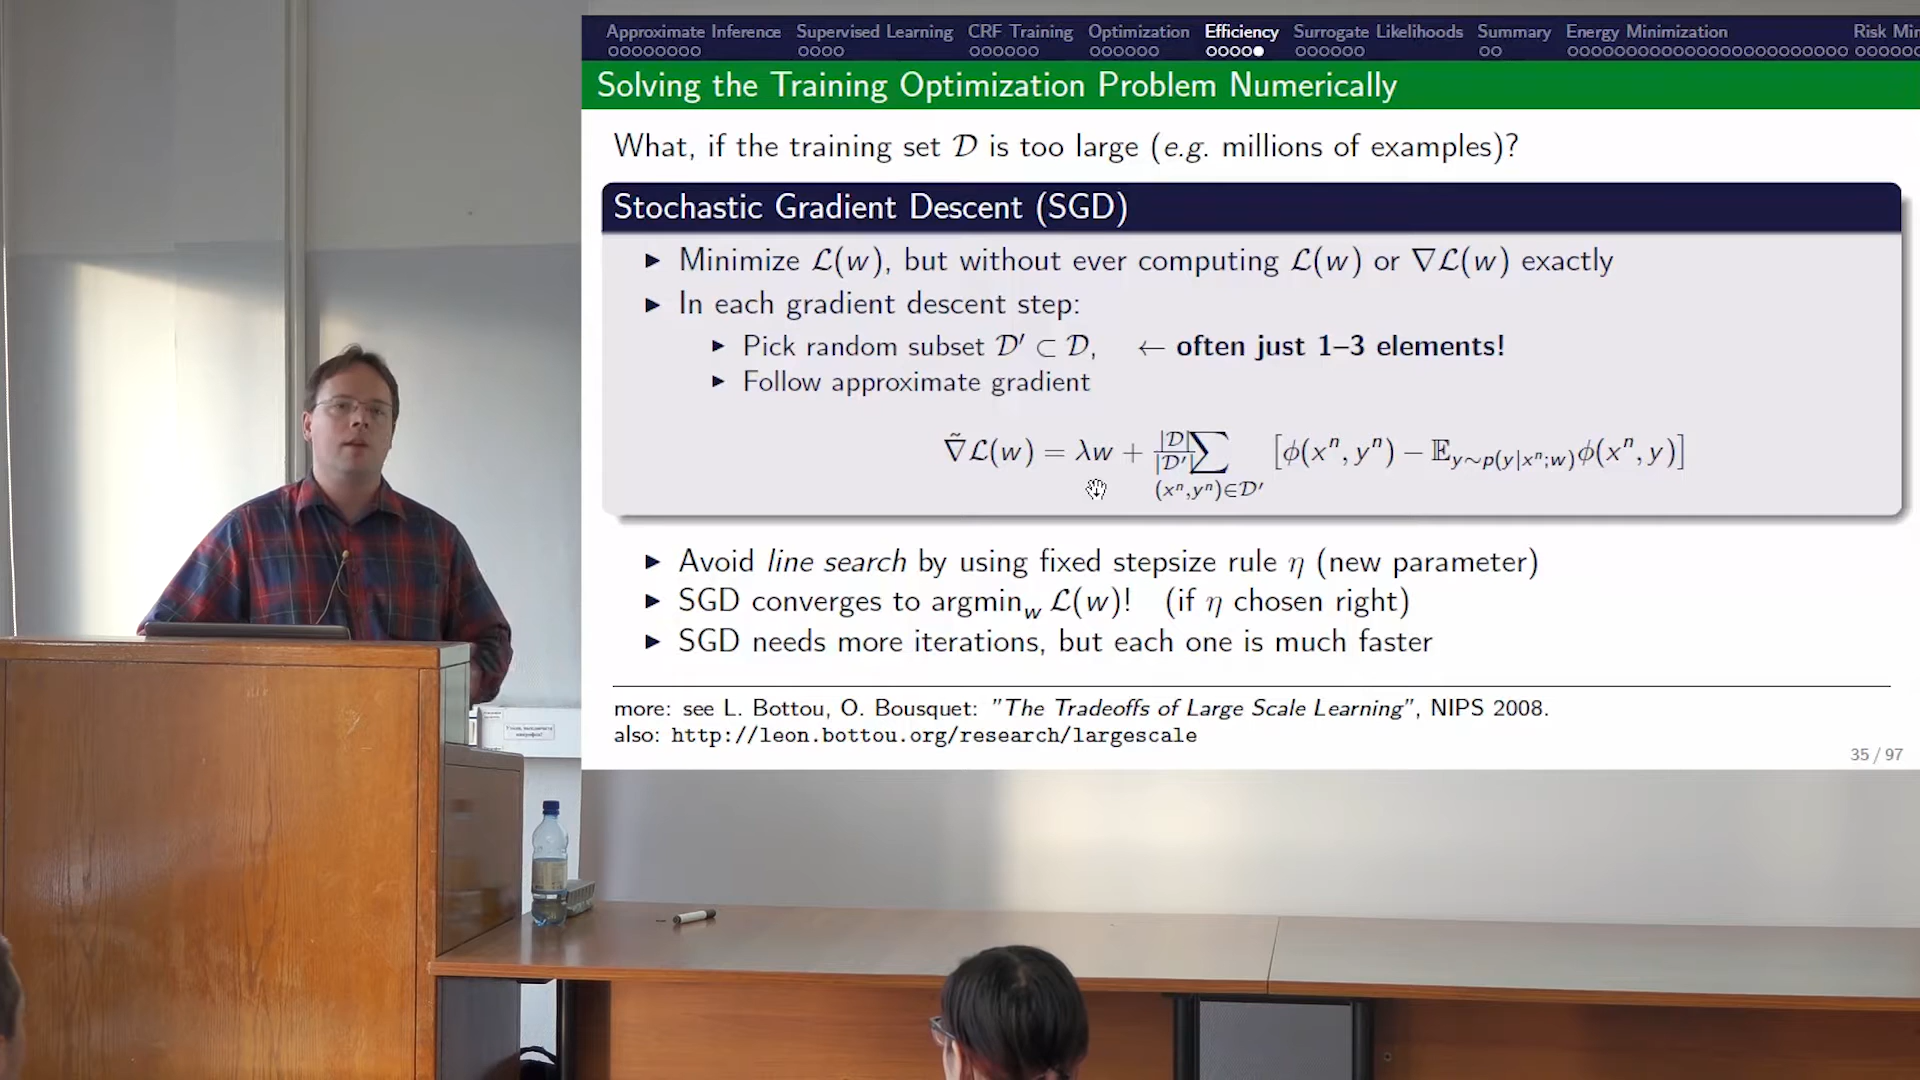 Approximate Inference Supervised Learning CRF Training Optimization Efficiency Surrogate Likelihoods Summary Energy Minimization Risk
Solving the Training Optimization Problem Numerically
What, if the training set 𝒟 is too large (e.g. millions of examples)?
Stochastic Gradient Descent (SGD)
▶ Minimize ℒ(w), but without ever computing ℒ(w) or ∇ℒ(w) exactly
▶ In each gradient descent step:
▶ Pick random subset 𝒟′ ⊂ 𝒟, ← often just 1–3 elements!
▶ Follow approximate gradient
∇̃ℒ(w) = λw + |𝒟|/|𝒟′| ∑_{(xⁿ,yⁿ)∈𝒟′} [ϕ(xⁿ, yⁿ) − 𝔼_{y∼p(y|xⁿ;w)}ϕ(xⁿ, y)]
▶ Avoid line search by using fixed stepsize rule η (new parameter)
▶ SGD converges to argmin_w ℒ(w)! (if η chosen right)
▶ SGD needs more iterations, but each one is much faster
more: see L. Bottou, O. Bousquet: "The Tradeoffs of Large Scale Learning", NIPS 2008.
also: http://leon.bottou.org/research/largescale
35 / 97